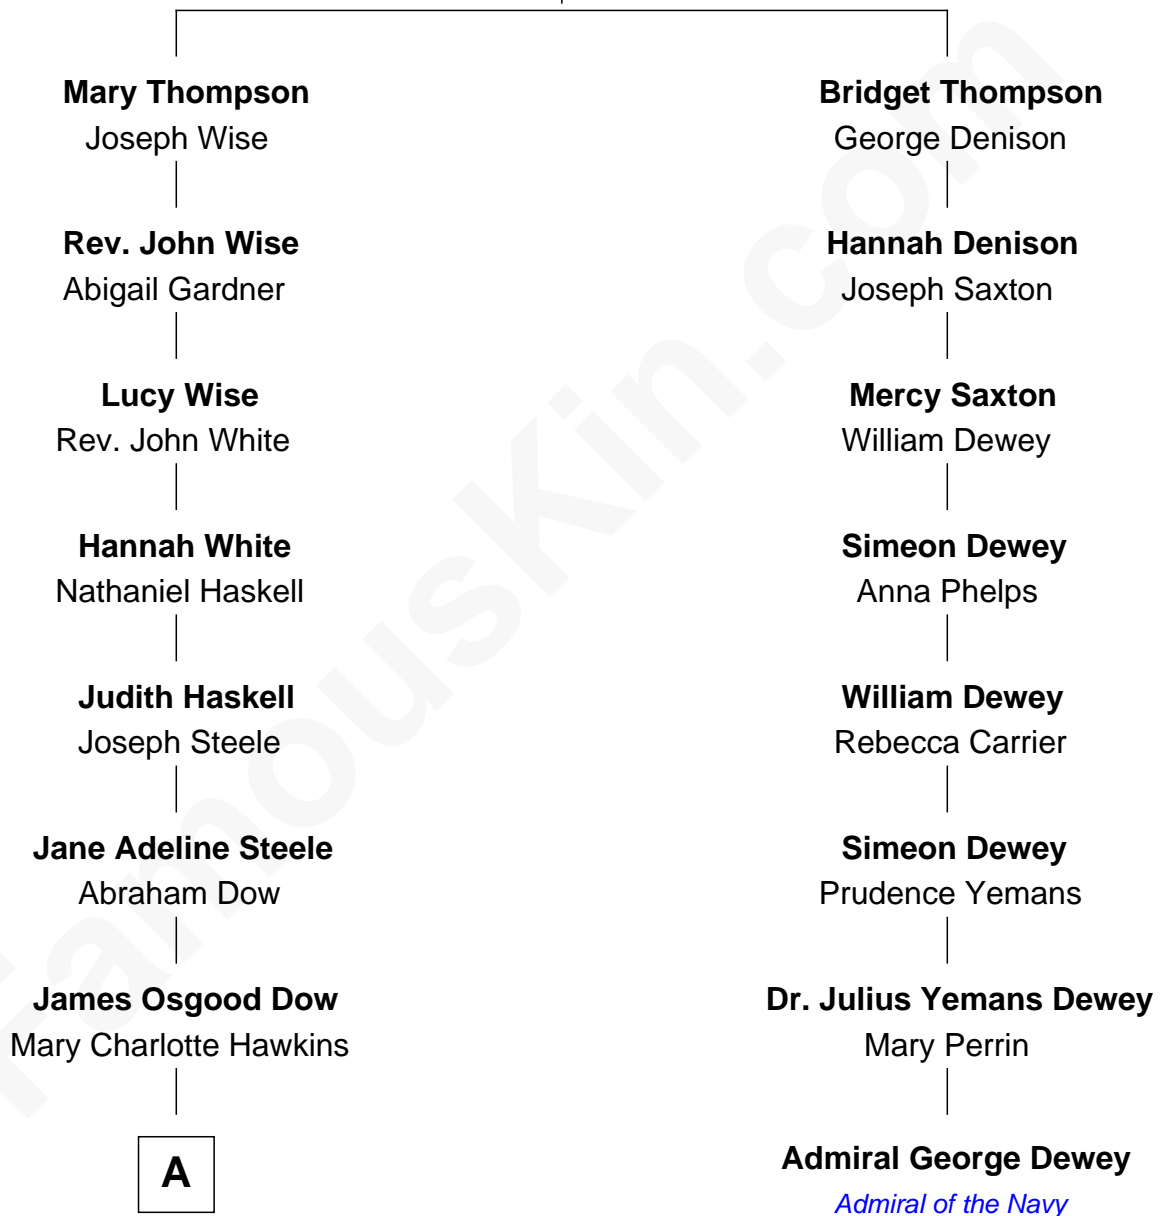 Mary Thompson
Joseph Wise
Bridget Thompson
George Denison
Rev. John Wise
Abigail Gardner
Hannah Denison
Joseph Saxton
Lucy Wise
Rev. John White
Mercy Saxton
William Dewey
Hannah White
Nathaniel Haskell
Simeon Dewey
Anna Phelps
Judith Haskell
Joseph Steele
William Dewey
Rebecca Carrier
Jane Adeline Steele
Abraham Dow
Simeon Dewey
Prudence Yemans
James Osgood Dow
Mary Charlotte Hawkins
Dr. Julius Yemans Dewey
Mary Perrin
A
Admiral George Dewey
Admiral of the Navy
FamousKin.com